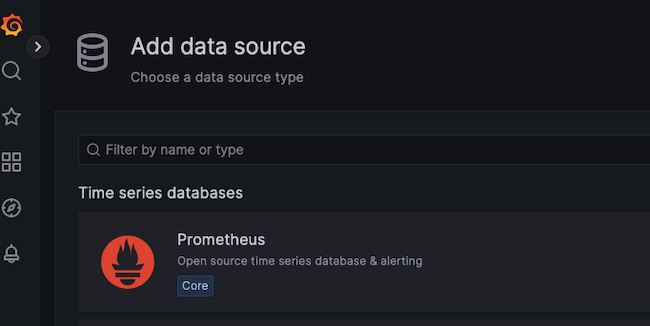 Add data source
Choose a data source type
Filter by name or type
Time series databases
Prometheus
Open source time series database & alerting
Core